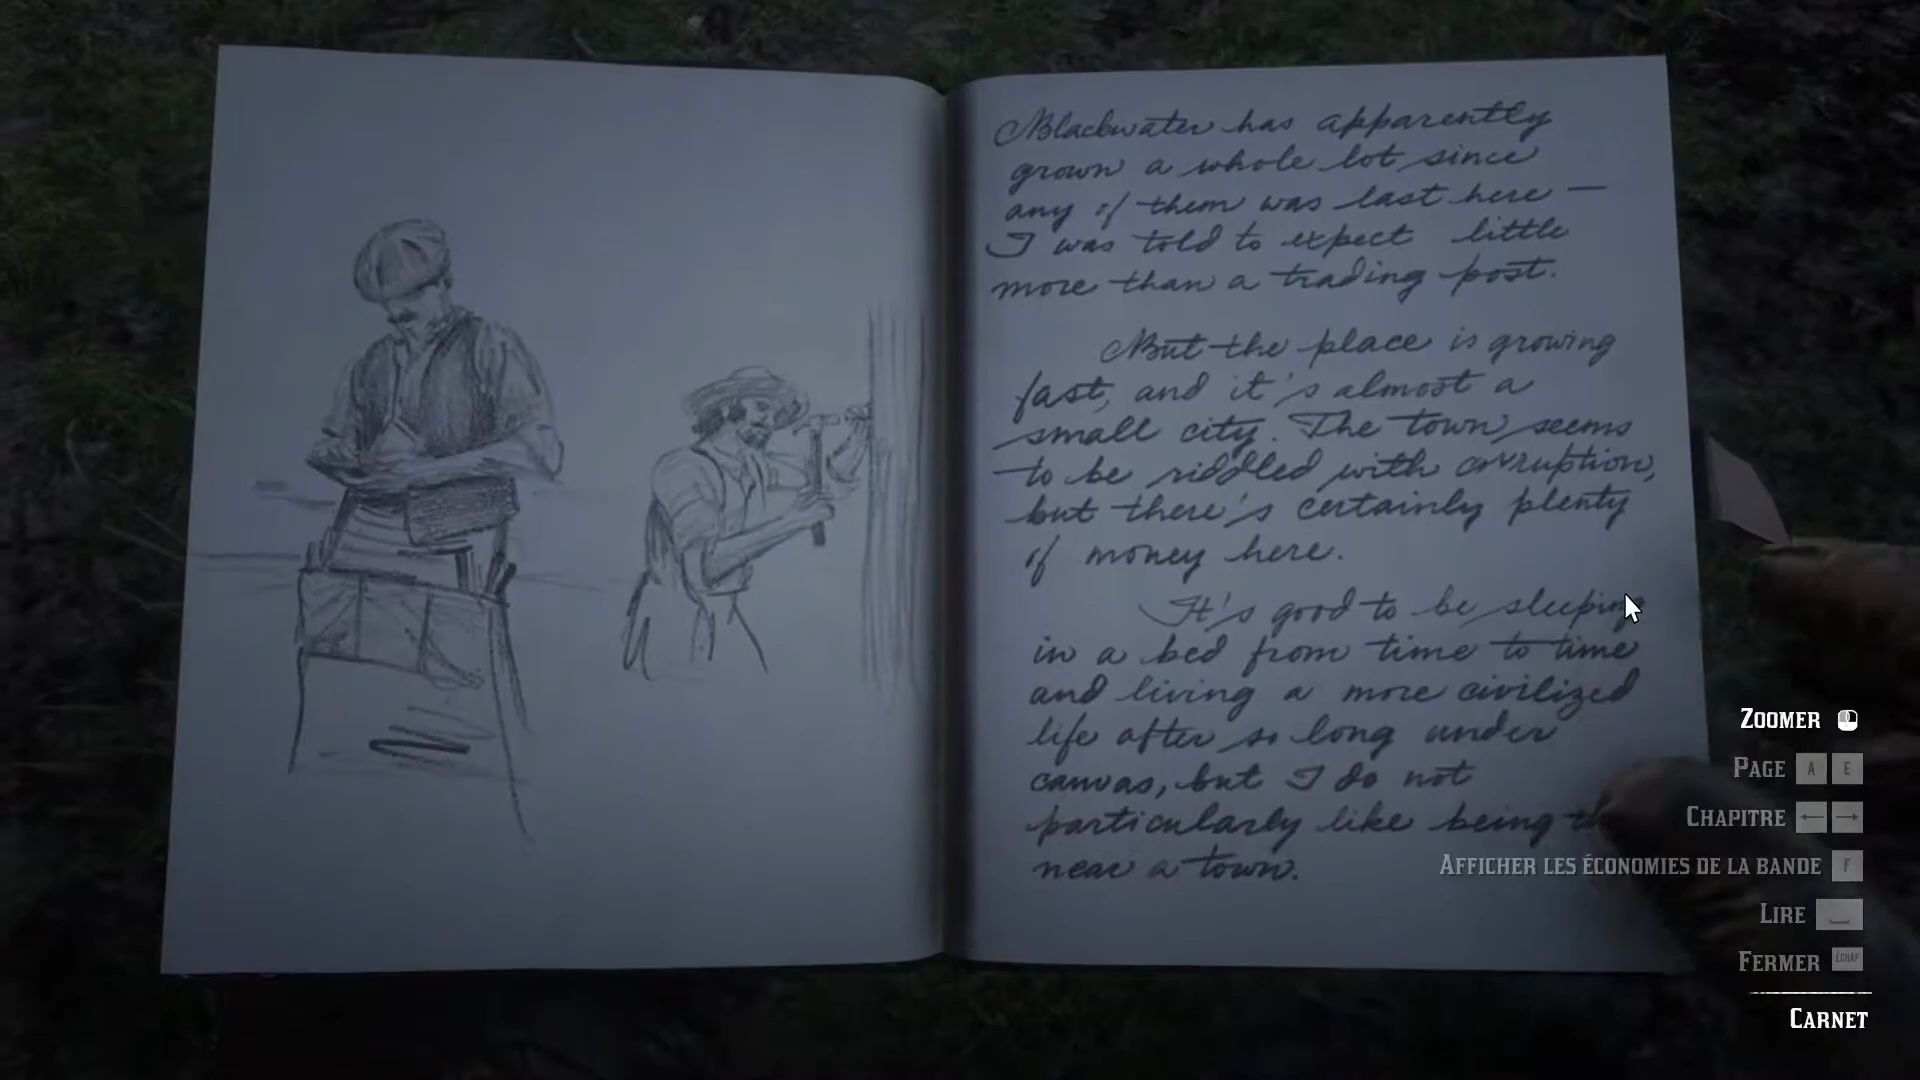 Blackwater has apparently
grown a whole lot since
any of them was last here —
I was told to expect little
more than a trading post.
But the place is growing
fast, and it's almost a
small city. The town seems
to be riddled with corruption,
but there's certainly plenty
of money here.
It's good to be sleeping
in a bed from time to time
and living a more civilized
life after so long under
canvas, but I do not
particularly like being
near a town.
ZOOMER
PAGE A E
CHAPITRE ← →
AFFICHER LES ÉCONOMIES DE LA BANDE F
LIRE
FERMER ÉCHAP
CARNET